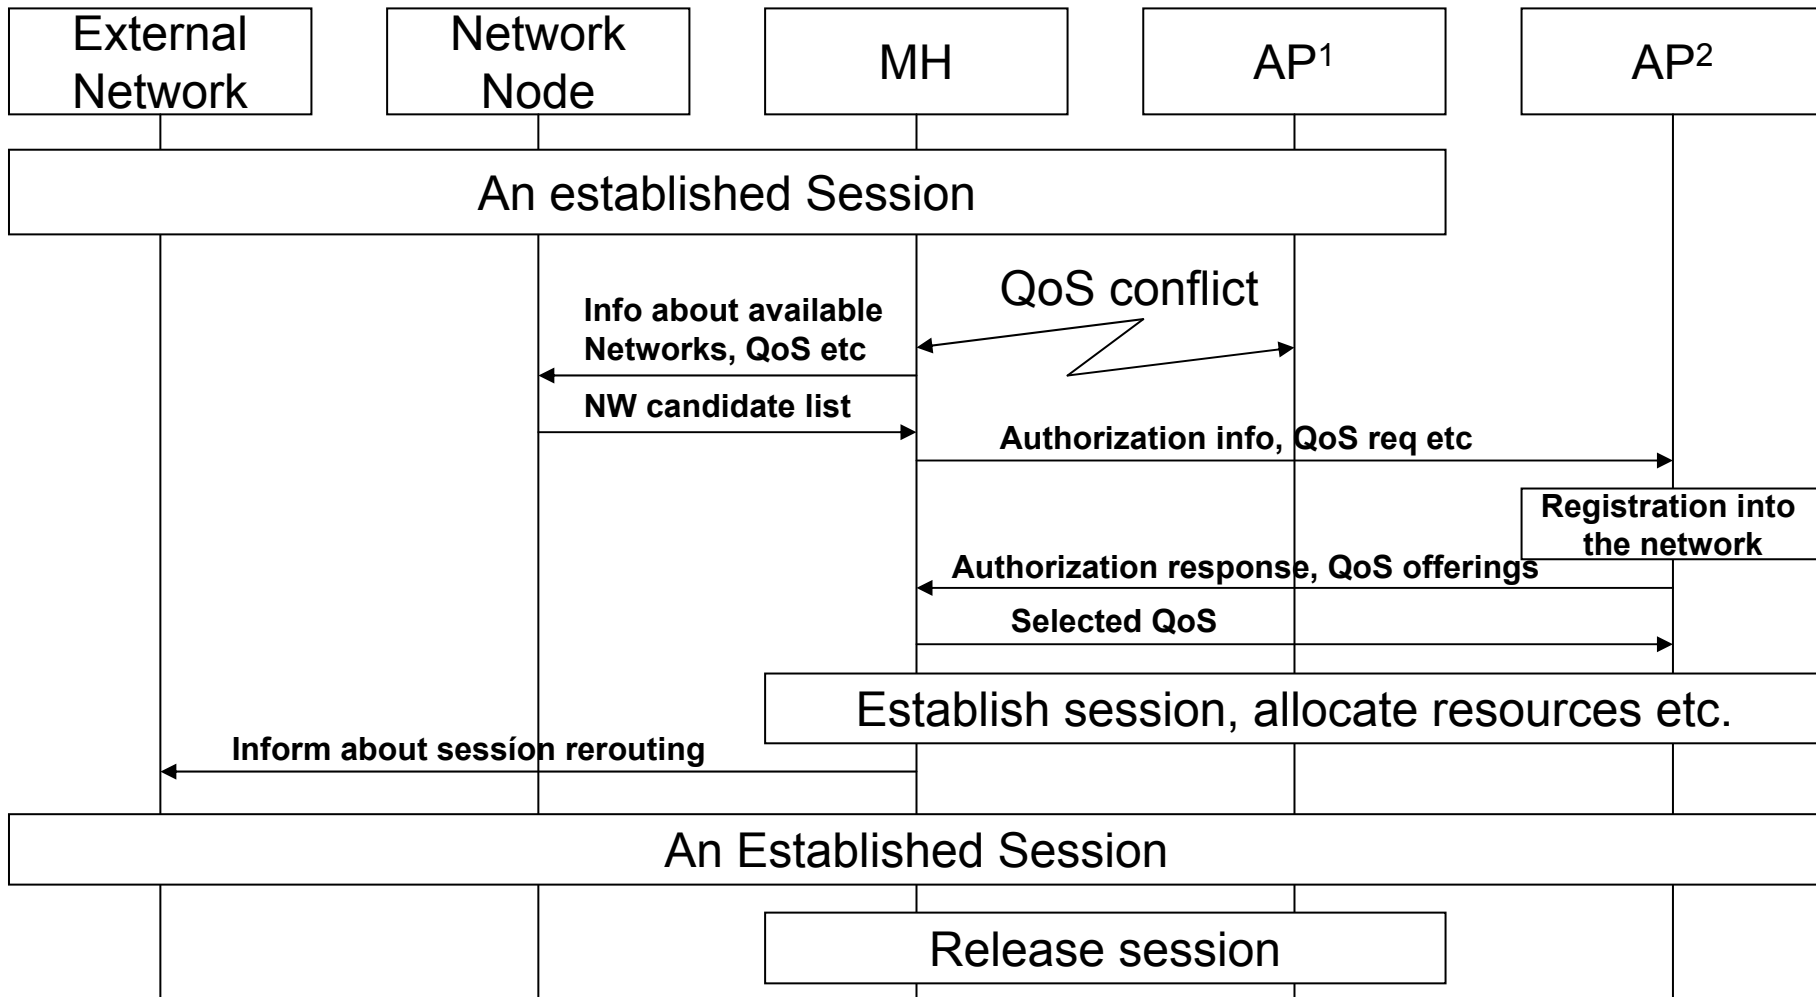 External
Network
Network
Node
MH
AP1
AP2
An established Session
QoS conflict
Info about available
Networks, QoS etc
NW candidate list
Authorization info, QoS req etc
Registration into
the network
Authorization response, QoS offerings
Selected QoS
Establish session, allocate resources etc.
Inform about sessíon rerouting
An Established Session
Release session